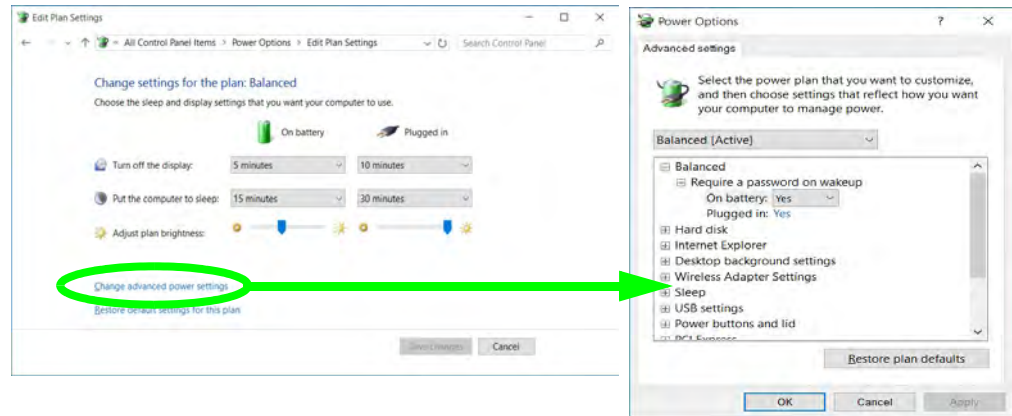 Edit Plan Settings
All Control Panel Items > Power Options > Edit Plan Settings
Search Control Panel
Change settings for the plan: Balanced
Choose the sleep and display settings that you want your computer to use.
On battery
Plugged in
Turn off the display:
5 minutes
10 minutes
Put the computer to sleep:
15 minutes
30 minutes
Adjust plan brightness:
Change advanced power settings
Restore default settings for this plan
Save changes
Cancel
Power Options
?
Advanced settings
Select the power plan that you want to customize,
and then choose settings that reflect how you want
your computer to manage power.
Balanced [Active]
Balanced
Require a password on wakeup
On battery: Yes
Plugged in: Yes
Hard disk
Internet Explorer
Desktop background settings
Wireless Adapter Settings
Sleep
USB settings
Power buttons and lid
PCI Express
Restore plan defaults
OK
Cancel
Apply